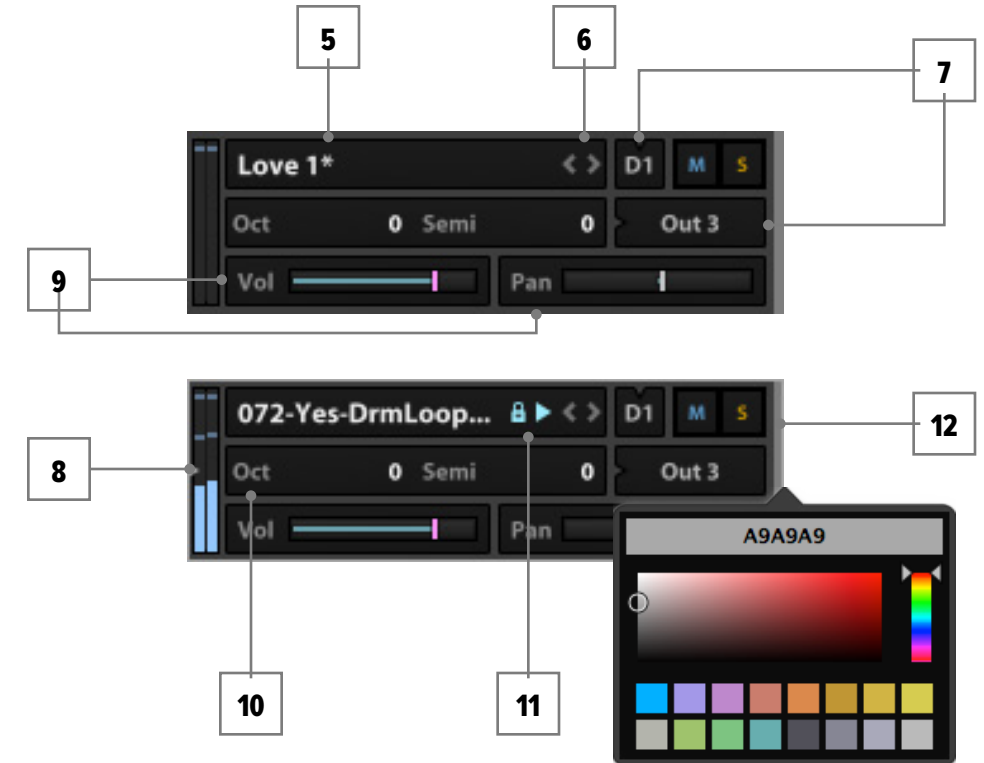 5
6
7
Love 1* < > D1 M S
Oct 0 Semi 0 Out 3
9
Vol Pan
072-Yes-DrmLoop... < > D1 M S
12
8
Oct 0 Semi 0 Out 3
Vol Pan
A9A9A9
10
11